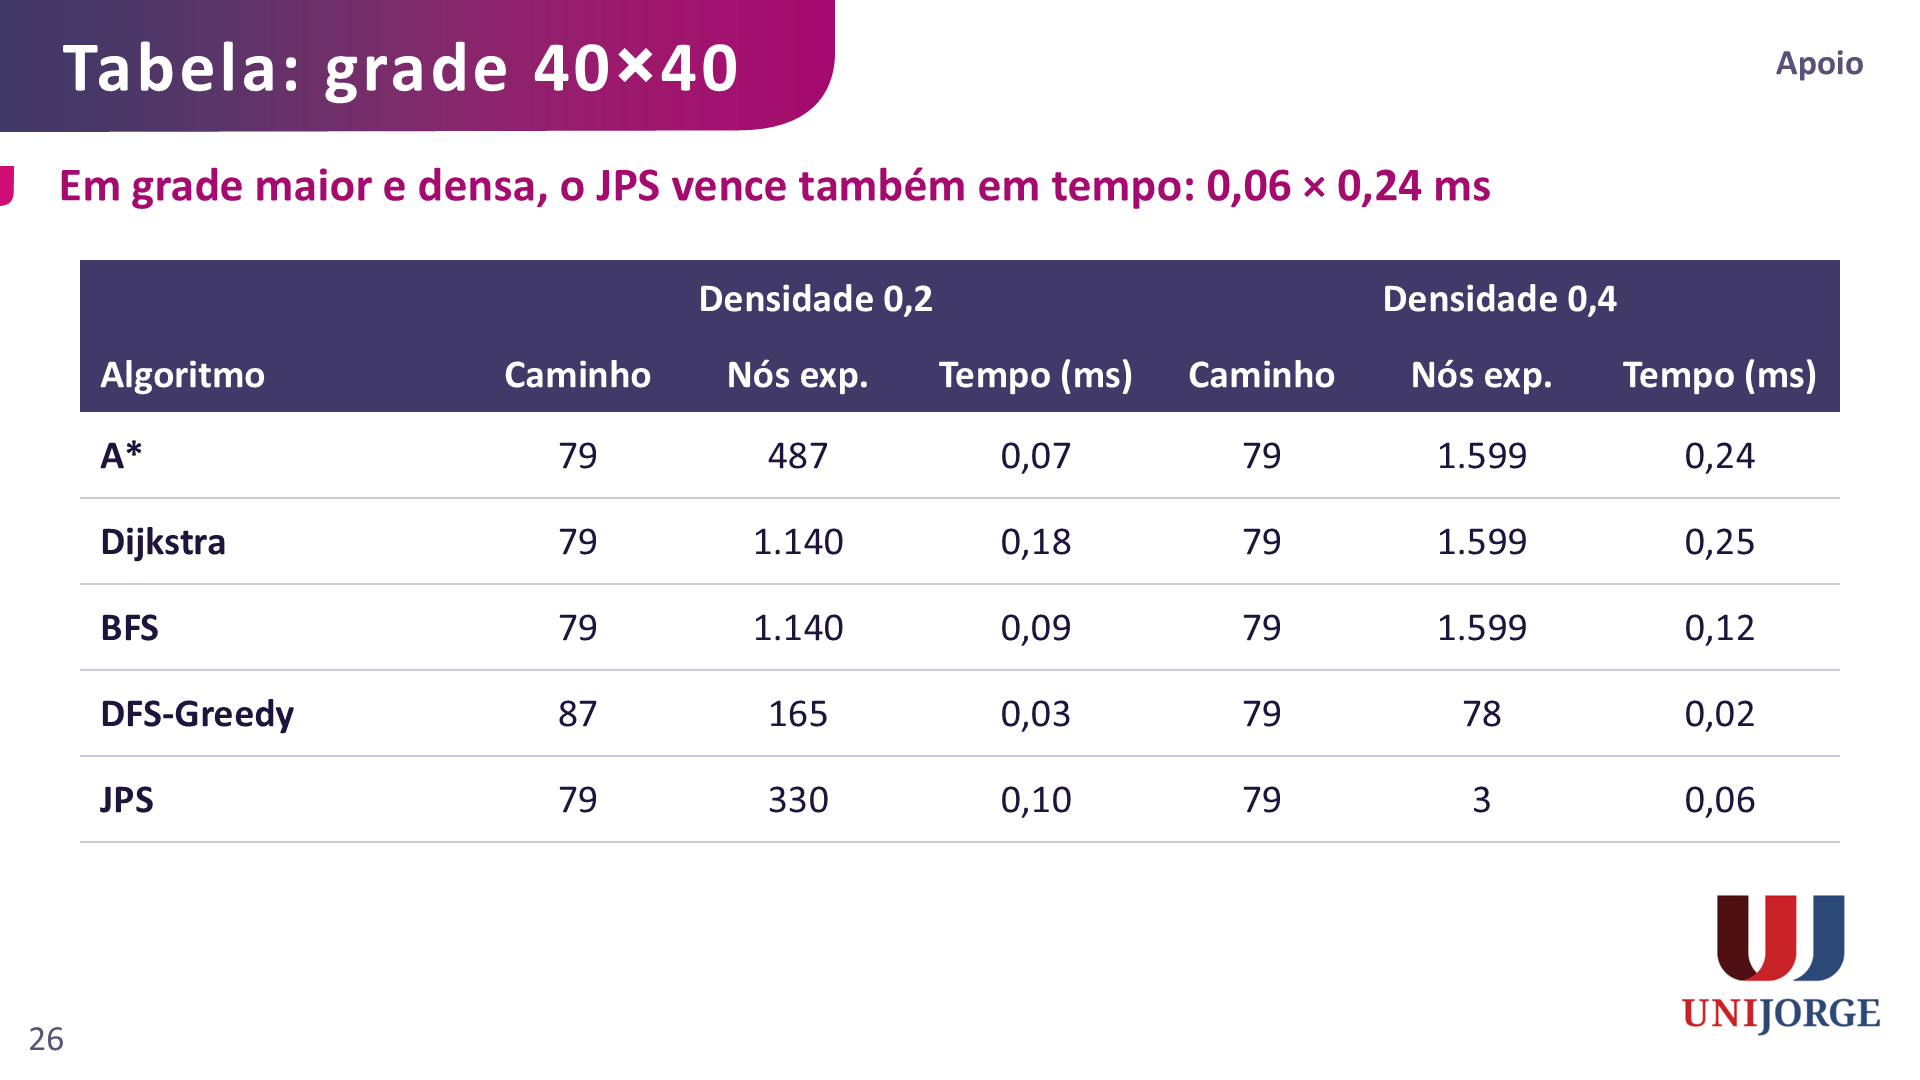 Tabela: grade 40×40
Apoio
Em grade maior e densa, o JPS vence também em tempo: 0,06 × 0,24 ms
Densidade 0,2 Densidade 0,4
Algoritmo Caminho Nós exp. Tempo (ms) Caminho Nós exp. Tempo (ms)
A* 79 487 0,07 79 1.599 0,24
Dijkstra 79 1.140 0,18 79 1.599 0,25
BFS 79 1.140 0,09 79 1.599 0,12
DFS-Greedy 87 165 0,03 79 78 0,02
JPS 79 330 0,10 79 3 0,06
UNIJORGE
26